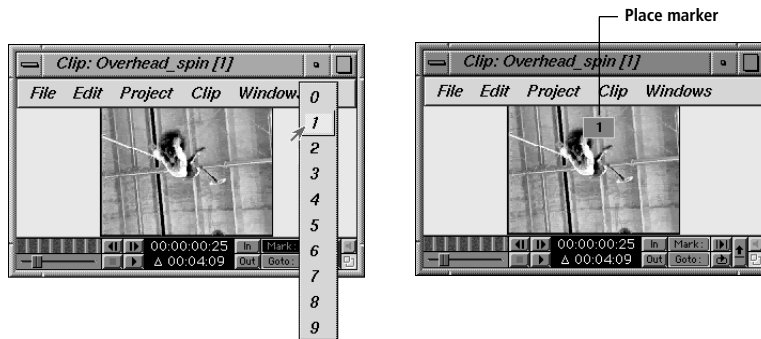 Place marker
Clip: Overhead_spin [1]
File Edit Project Clip Windows
0
1
2
3
4
5
6
7
8
9
00:00:00:25 In Mark:
Δ 00:04:09 Out Goto:
Clip: Overhead_spin [1]
File Edit Project Clip Windows
1
00:00:00:25 In Mark:
Δ 00:04:09 Out Goto: